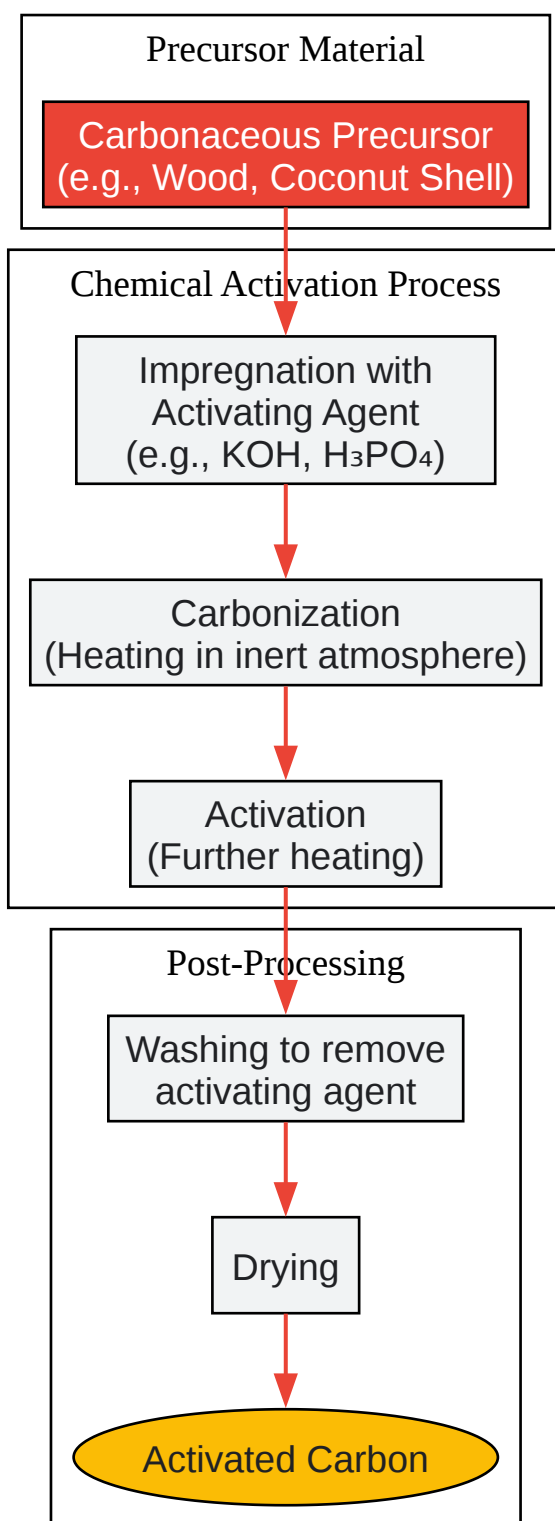 Precursor Material
Carbonaceous Precursor
(e.g., Wood, Coconut Shell)
Chemical Activation Process
Impregnation with
Activating Agent
(e.g., KOH, H₃PO₄)
Carbonization
(Heating in inert atmosphere)
Activation
(Further heating)
Post-Processing
Washing to remove
activating agent
Drying
Activated Carbon